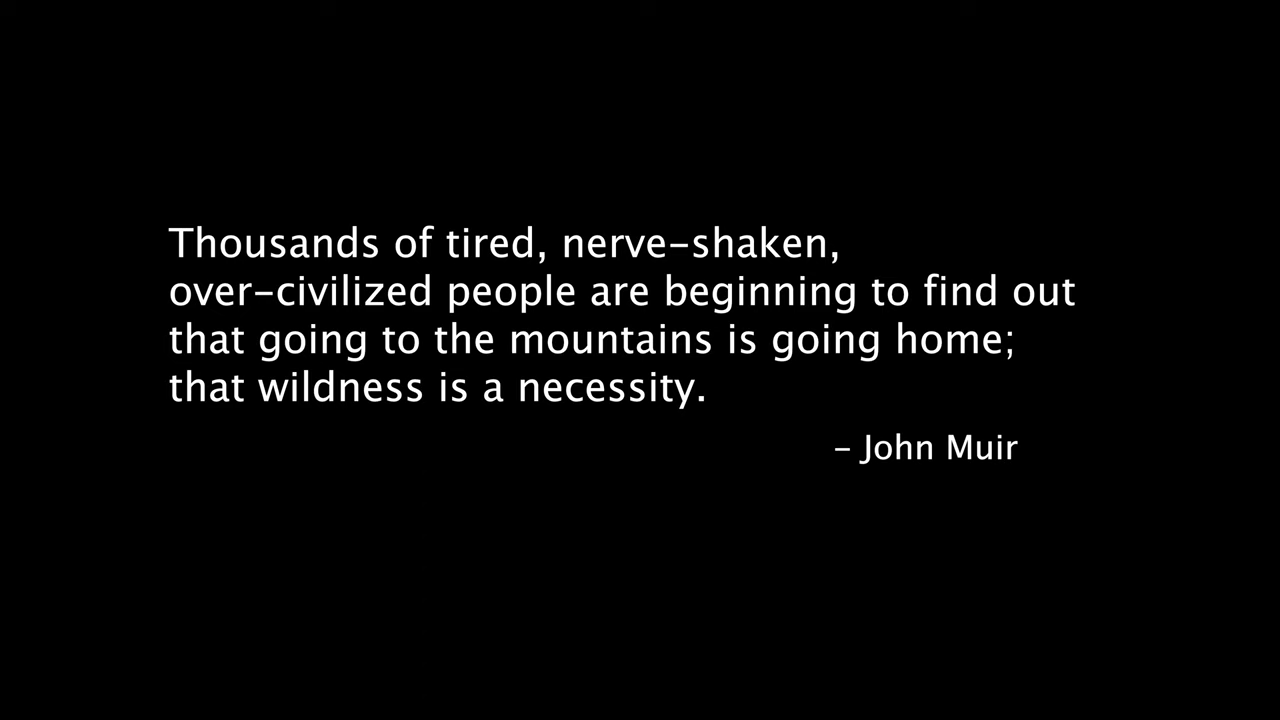 Thousands of tired, nerve-shaken,
over-civilized people are beginning to find out
that going to the mountains is going home;
that wildness is a necessity.
– John Muir